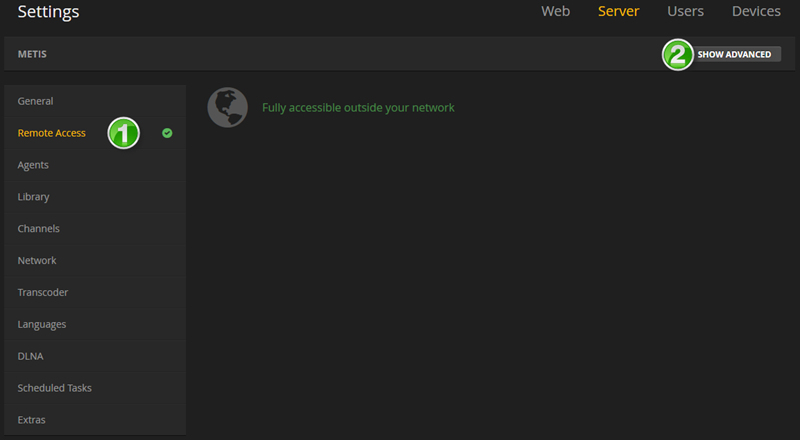 Settings
Web Server Users Devices
METIS
2 SHOW ADVANCED
General
Fully accessible outside your network
Remote Access 1
Agents
Library
Channels
Network
Transcoder
Languages
DLNA
Scheduled Tasks
Extras